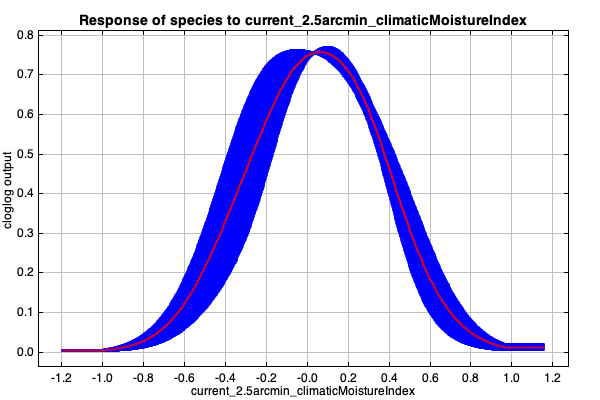 Response of species to current_2.5arcmin_climaticMoistureIndex
0.8
0.7
0.6
0.5
0.4
0.3
0.2
0.1
0.0
cloglog output
-1.2 -1.0 -0.8 -0.6 -0.4 -0.2 -0.0 0.2 0.4 0.6 0.8 1.0 1.2
current_2.5arcmin_climaticMoistureIndex